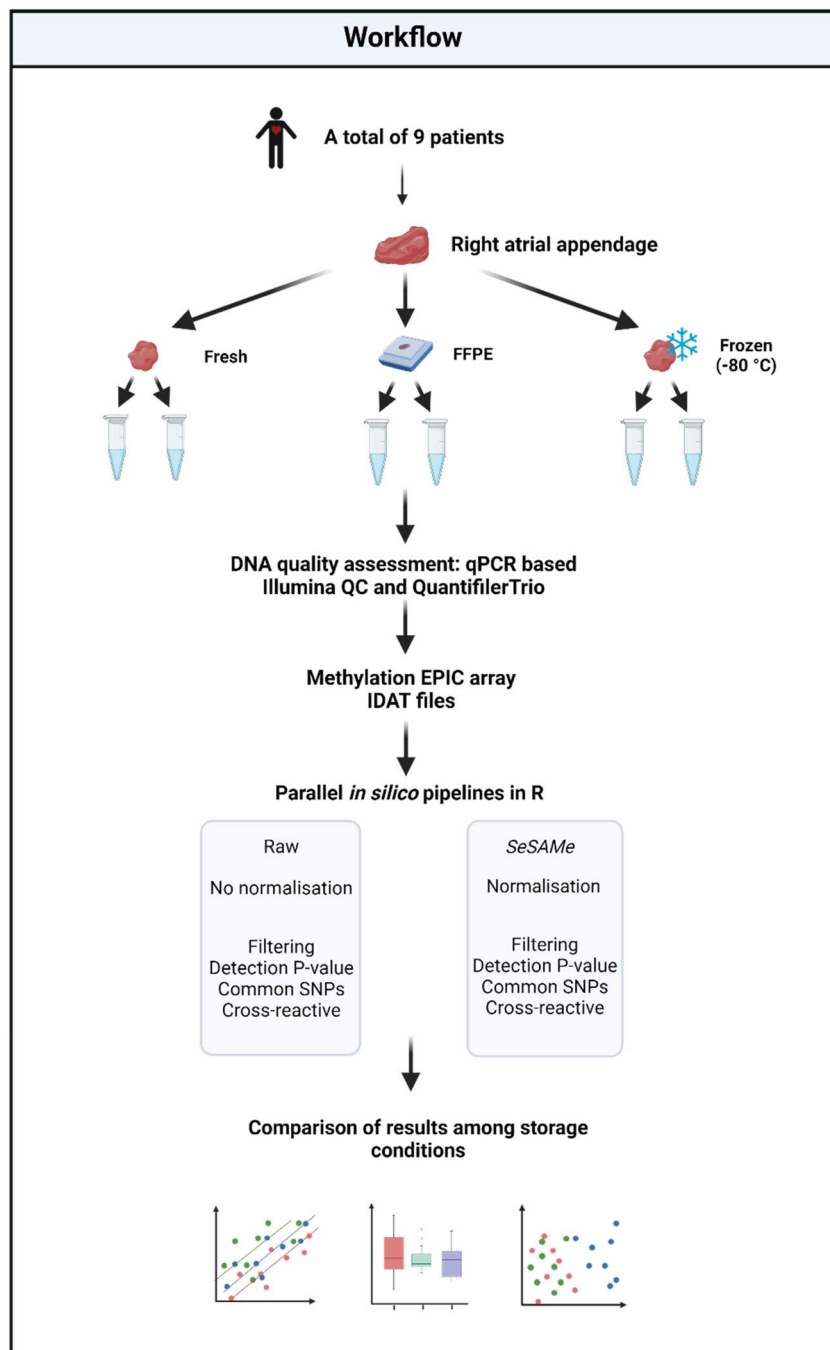 Workflow
A total of 9 patients
Right atrial appendage
Fresh
FFPE
Frozen
(-80 °C)
DNA quality assessment: qPCR based
Illumina QC and QuantifilerTrio
Methylation EPIC array
IDAT files
Parallel in silico pipelines in R
Raw
No normalisation
Filtering
Detection P-value
Common SNPs
Cross-reactive
SeSAMe
Normalisation
Filtering
Detection P-value
Common SNPs
Cross-reactive
Comparison of results among storage
conditions